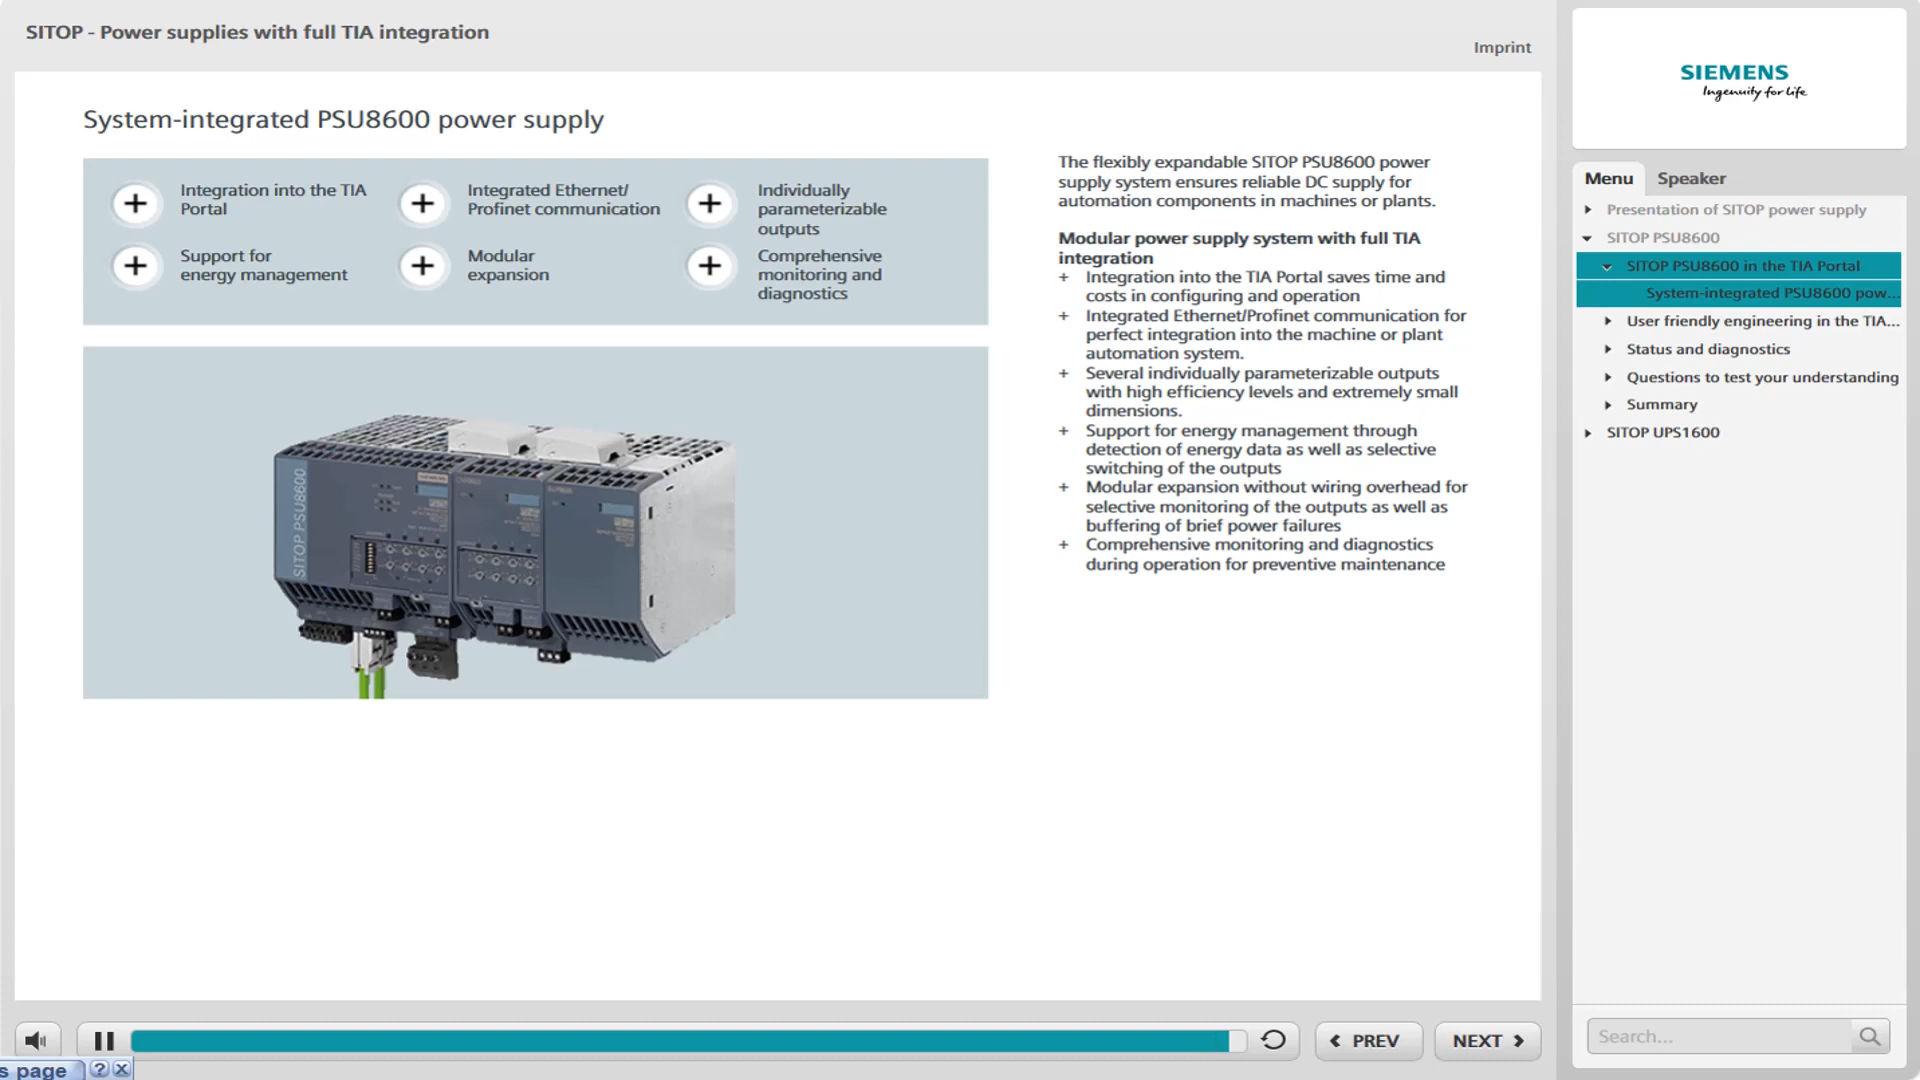 SITOP - Power supplies with full TIA integration
Imprint
System-integrated PSU8600 power supply
Integration into the TIA
Portal
Integrated Ethernet/
Profinet communication
Individually
parameterizable
outputs
Support for
energy management
Modular
expansion
Comprehensive
monitoring and
diagnostics
SITOP PSU8600
The flexibly expandable SITOP PSU8600 power
supply system ensures reliable DC supply for
automation components in machines or plants.
Modular power supply system with full TIA
integration
+ Integration into the TIA Portal saves time and
costs in configuring and operation
+ Integrated Ethernet/Profinet communication for
perfect integration into the machine or plant
automation system.
+ Several individually parameterizable outputs
with high efficiency levels and extremely small
dimensions.
+ Support for energy management through
detection of energy data as well as selective
switching of the outputs
+ Modular expansion without wiring overhead for
selective monitoring of the outputs as well as
buffering of brief power failures
+ Comprehensive monitoring and diagnostics
during operation for preventive maintenance
SIEMENS
Ingenuity for life
Menu
Speaker
Presentation of SITOP power supply
SITOP PSU8600
SITOP PSU8600 in the TIA Portal
System-integrated PSU8600 pow...
User friendly engineering in the TIA...
Status and diagnostics
Questions to test your understanding
Summary
SITOP UPS1600
Search...
PREV
NEXT
s page
?